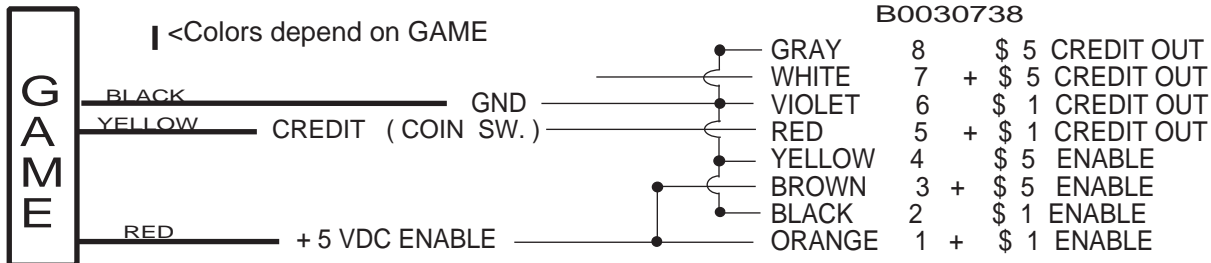 B0030738
<Colors depend on GAME
GAME
BLACK GND
YELLOW CREDIT ( COIN SW. )
RED + 5 VDC ENABLE
GRAY 8 $ 5 CREDIT OUT
WHITE 7 + $ 5 CREDIT OUT
VIOLET 6 $ 1 CREDIT OUT
RED 5 + $ 1 CREDIT OUT
YELLOW 4 $ 5 ENABLE
BROWN 3 + $ 5 ENABLE
BLACK 2 $ 1 ENABLE
ORANGE 1 + $ 1 ENABLE